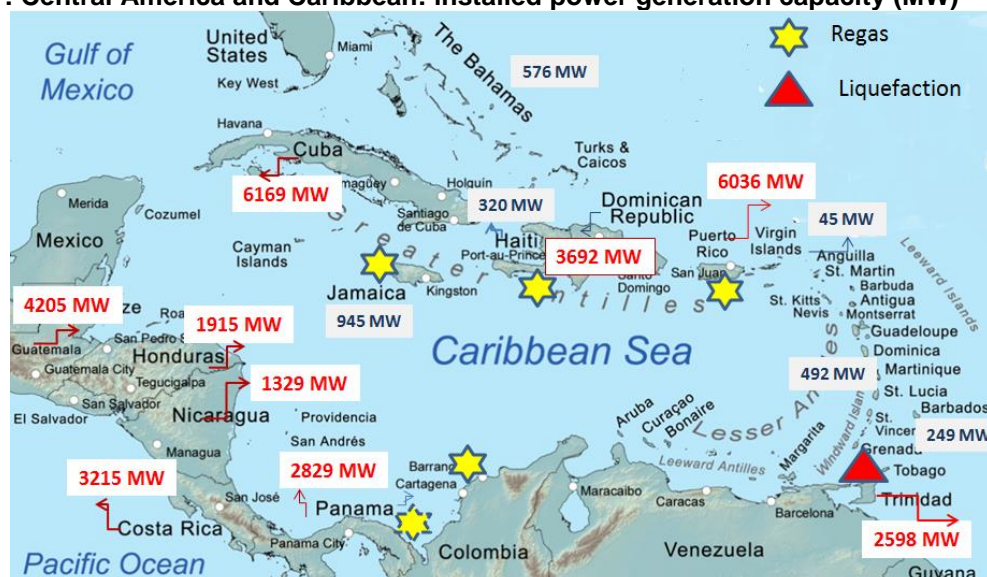 : Central America and Caribbean: Installed power generation capacity (MW)
Gulf of
Mexico
United
States
Miami
Key West
The Bahamas
576 MW
Regas
Liquefaction
Havana
Cuba
6169 MW
Holguín
Santiago
de Cuba
Turks &
Caicos
320 MW
Dominican
Republic
6036 MW
Merida
Cozumel
Mexico
Cayman
Islands
Greater Antilles
Haiti
Port-au-Prince
3692 MW
Domingo
Puerto
Rico
San Juan
Virgin
Islands
45 MW
Anguilla
St. Martin
Barbuda
Antigua
Montserrat
St. Kitts
Nevis
Leeward Islands
Guadeloupe
Dominica
Martinique
St. Lucia
Barbados
St.
Jamaica
Kingston
945 MW
4205 MW
Guatemala
Guatemala City
San Pedro
1915 MW
Honduras
Tegucigalpa
1329 MW
San Salvador
El Salvador
Nicaragua
Managua
Caribbean Sea
492 MW
249 MW
Grenada
Tobago
Trinidad
2598 MW
Lesser Antilles
Aruba
Curaçao
Bonaire
Leeward Antilles
Margarita
Providencia
San Andrés
3215 MW
Costa Rica
San José
2829 MW
Panama
Panama City
Cartagena
Colombia
Maracaibo
Caracas
Barcelona
Venezuela
Guyana
Pacific Ocean